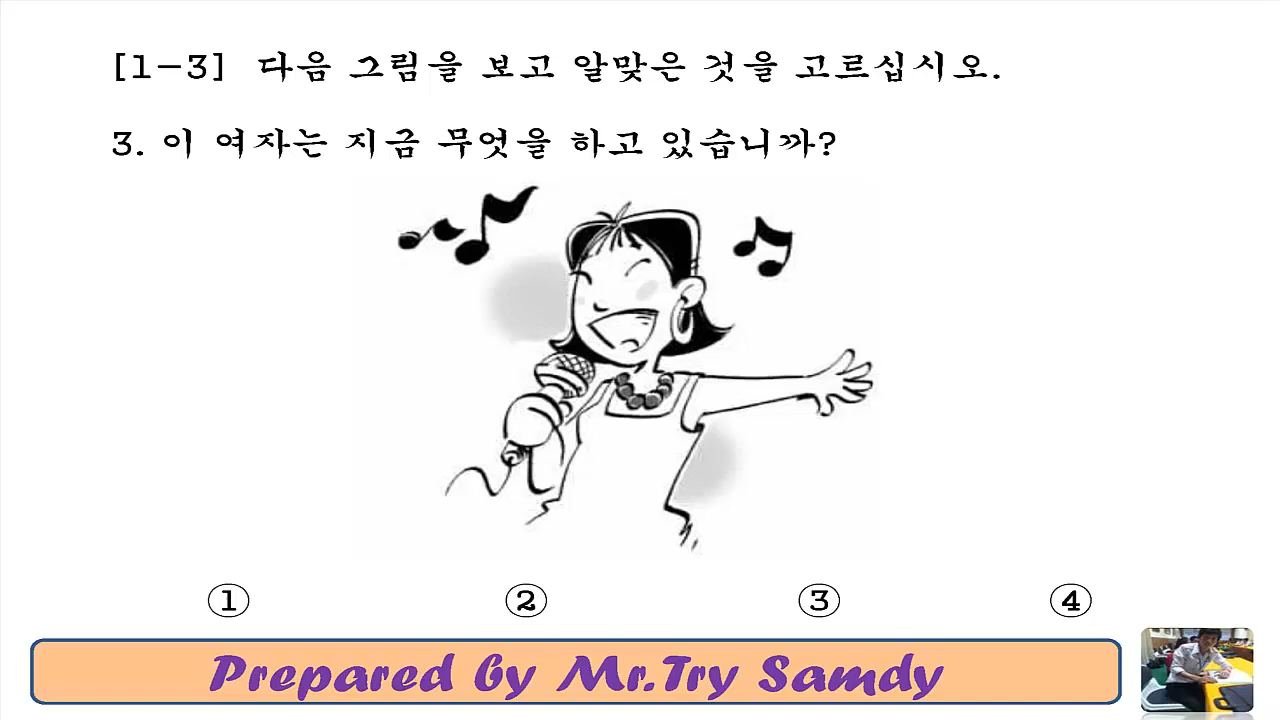 [1-3] 다음 그림을 보고 알맞은 것을 고르십시오.
3. 이 여자는 지금 무엇을 하고 있습니까?
① ② ③ ④
Prepared by Mr.Try Samdy